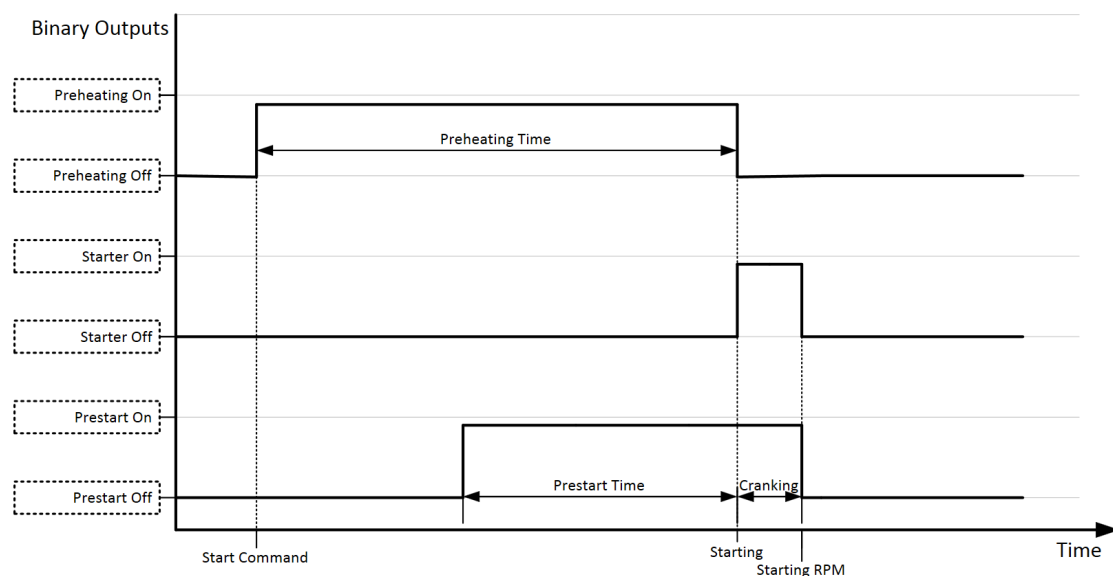 Binary Outputs
Preheating On
Preheating Time
Preheating Off
Starter On
Starter Off
Prestart On
Prestart Time
Cranking
Prestart Off
Start Command
Starting
Time
Starting RPM